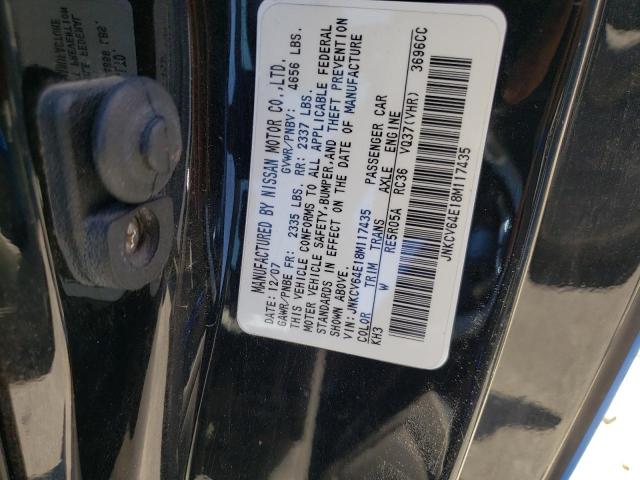 MANUFACTURED BY NISSAN MOTOR CO.,LTD.
DATE: 12/07 GVWR/PNBV: 4656 LBS.
GAWR/PNBE FR: 2335 LBS. RR: 2337 LBS.
THIS VEHICLE CONFORMS TO ALL APPLICABLE FEDERAL
MOTOR VEHICLE SAFETY, BUMPER, AND THEFT PREVENTION
STANDARDS IN EFFECT ON THE DATE OF MANUFACTURE
SHOWN ABOVE.
VIN: JNKCV64E18M117435 PASSENGER CAR
COLOR TRIM TRANS AXLE ENGINE
KH3 W RE5R05A RC36 VQ37(VHR) 3696CC
JNKCV64E18M117435